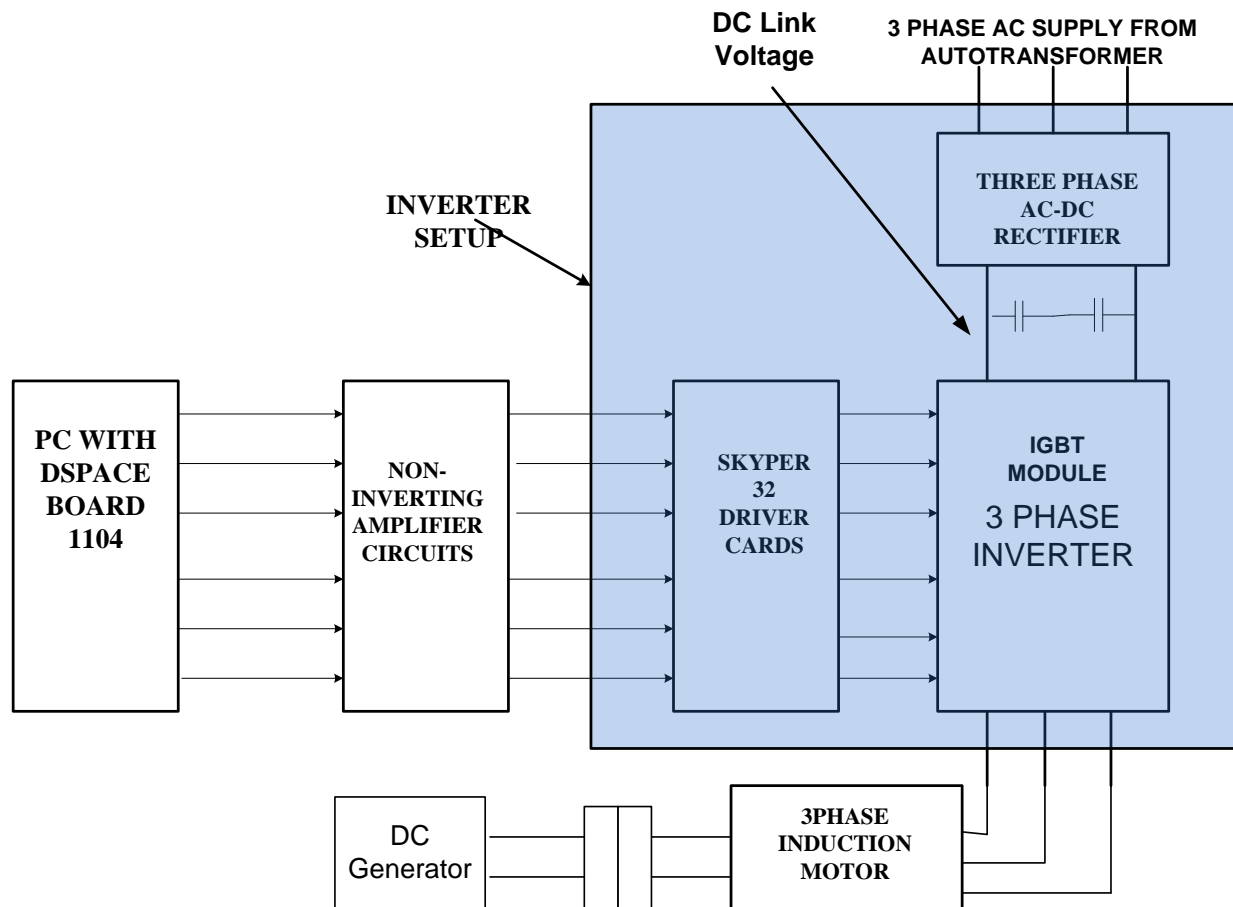 DC Link
Voltage
3 PHASE AC SUPPLY FROM
AUTOTRANSFORMER
THREE PHASE
AC-DC
RECTIFIER
INVERTER
SETUP
PC WITH
DSPACE
BOARD
1104
NON-
INVERTING
AMPLIFIER
CIRCUITS
SKYPER
32
DRIVER
CARDS
IGBT
MODULE
3 PHASE
INVERTER
DC
Generator
3PHASE
INDUCTION
MOTOR